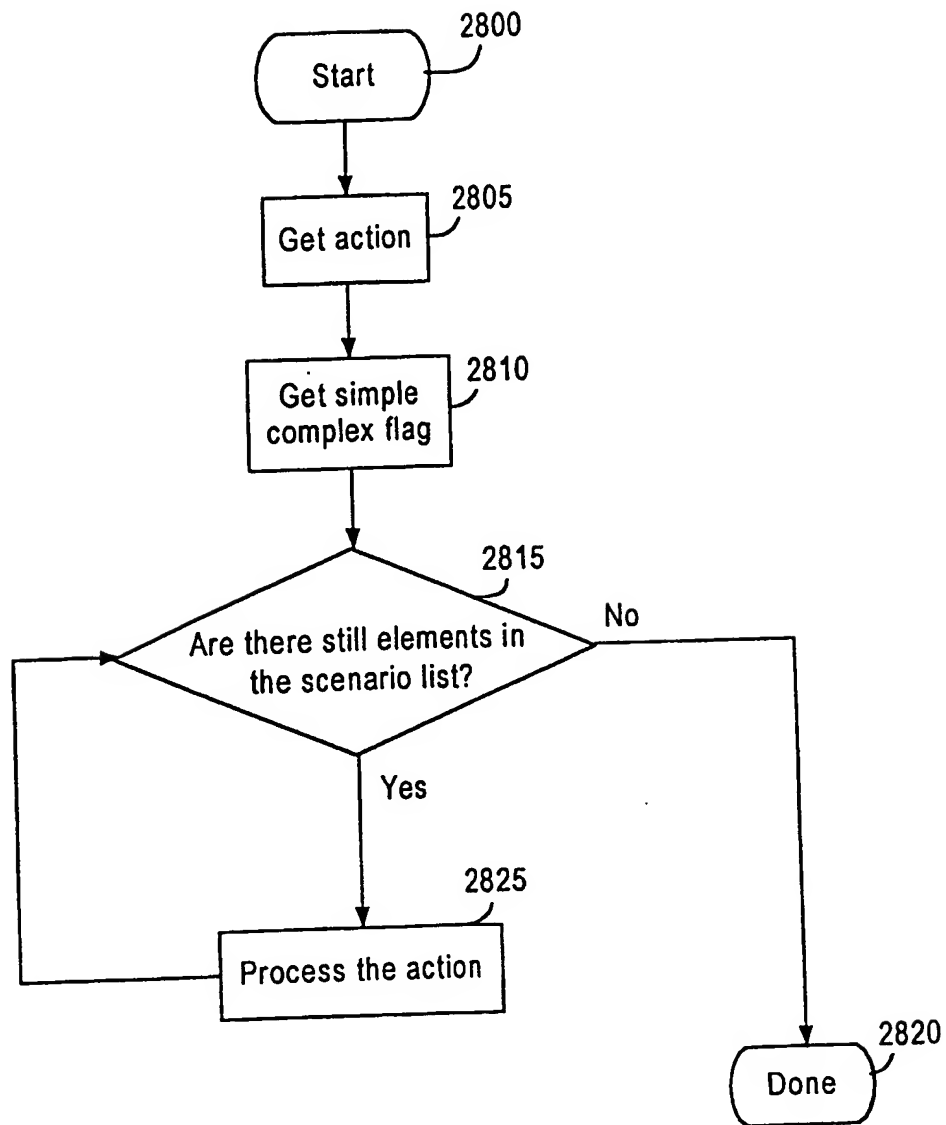 2800
Start
2805
Get action
2810
Get simple
complex flag
2815
Are there still elements in
the scenario list?
No
Yes
2825
Process the action
2820
Done